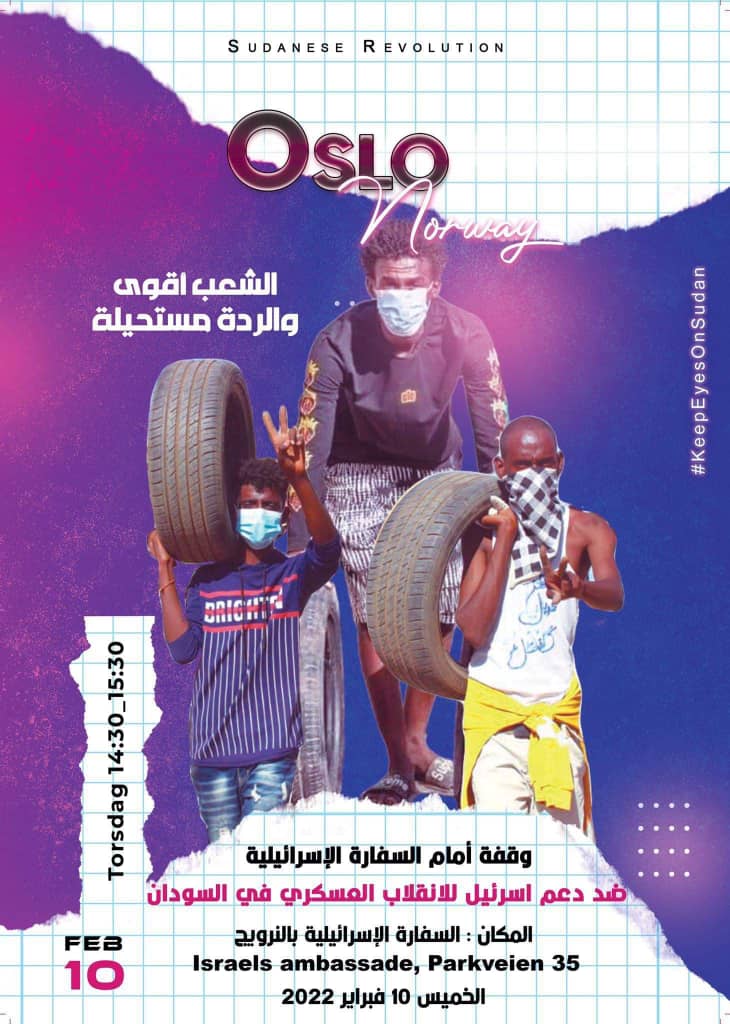 SUDANESE REVOLUTION
OSLO
Norway
الشعب اقوى
والردة مستحيلة
#KeepEyesOnSudan
Torsdag 14:30_15:30
وقفة أمام السفارة الإسرائيلية
ضد دعم اسرئيل للانقلاب العسكري في السودان
المكان : السفارة الإسرائيلية بالنرويج
Israels ambassade, Parkveien 35
الخميس 10 فبراير 2022
FEB
10